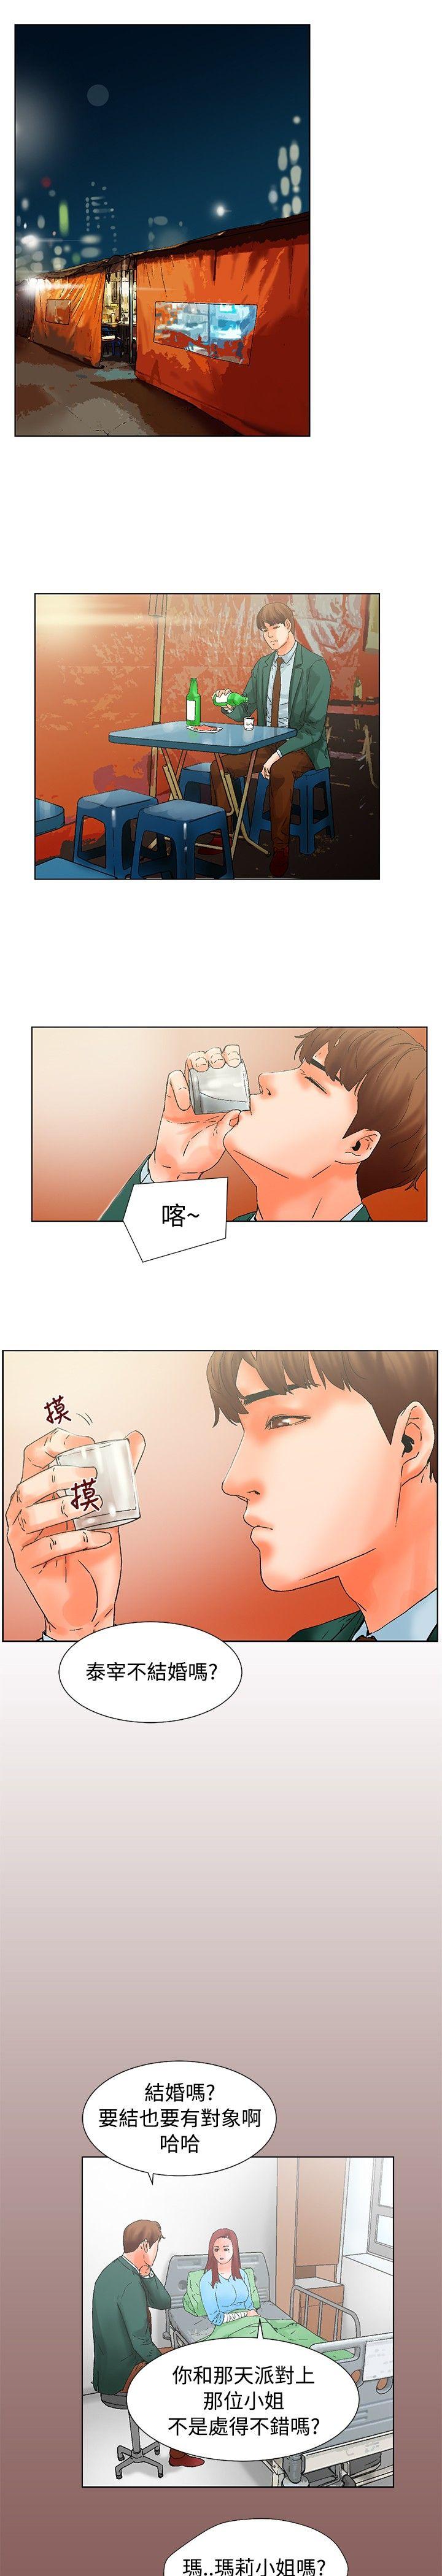 喀~
摸
摸
泰宰不結婚嗎?
結婚嗎?
要結也要有對象啊
哈哈
你和那天派對上
那位小姐
不是處得不錯嗎?
瑪..瑪莉小姐嗎?